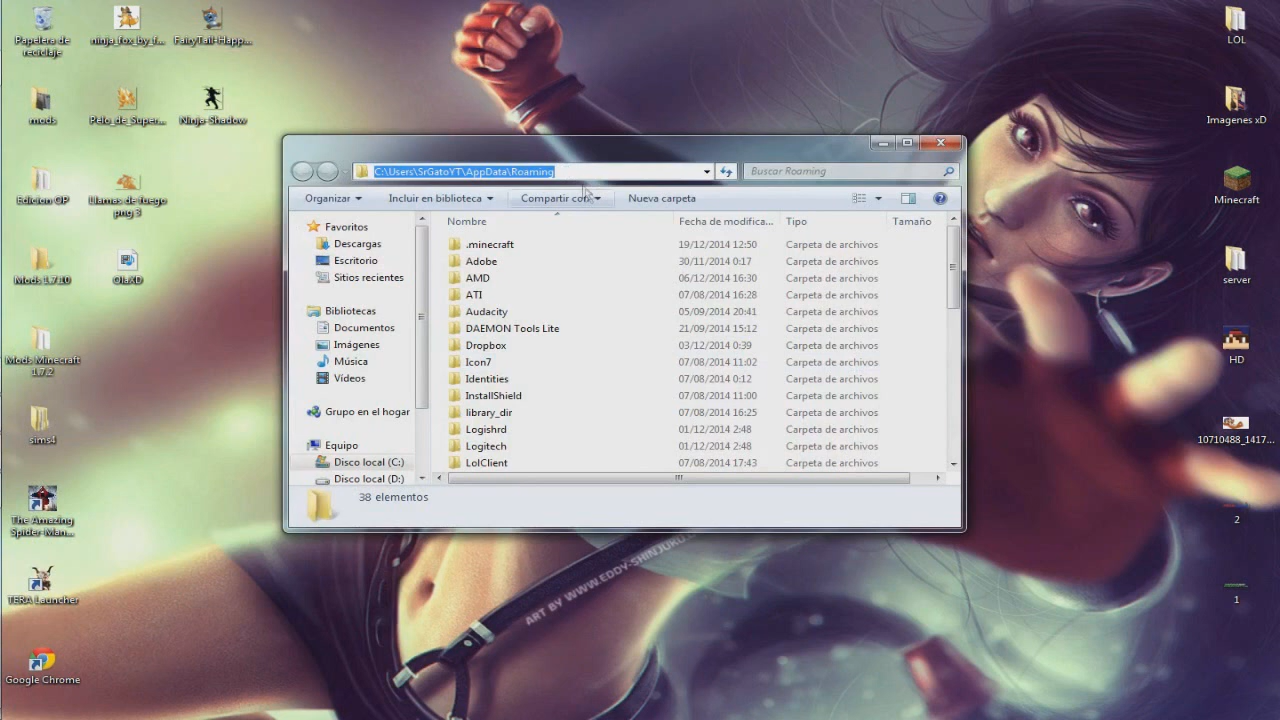 Papelera de
reciclaje
ninja_fox_by_f...
FairyTail-Happ...
mods
Pelo_de_Super...
Ninja-Shadow
Edicion OP
Llamas de fuego
png 3
Mods 1.7.10
OlaXD
Mods Minecraft
1.7.2
sims4
The Amazing
Spider-Man...
TERA Launcher
Google Chrome
C:\Users\SrGatoYT\AppData\Roaming
Buscar Roaming
Organizar
Incluir en biblioteca
Compartir con
Nueva carpeta
Favoritos
Descargas
Escritorio
Sitios recientes
Bibliotecas
Documentos
Imágenes
Música
Vídeos
Grupo en el hogar
Equipo
Disco local (C:)
Disco local (D:)
Nombre Fecha de modifica... Tipo Tamaño
.minecraft 19/12/2014 12:50 Carpeta de archivos
Adobe 30/11/2014 0:17 Carpeta de archivos
AMD 06/12/2014 16:30 Carpeta de archivos
ATI 07/08/2014 16:28 Carpeta de archivos
Audacity 05/09/2014 20:41 Carpeta de archivos
DAEMON Tools Lite 21/09/2014 15:12 Carpeta de archivos
Dropbox 03/12/2014 0:39 Carpeta de archivos
Icon7 07/08/2014 11:02 Carpeta de archivos
Identities 07/08/2014 0:12 Carpeta de archivos
InstallShield 07/08/2014 11:00 Carpeta de archivos
library_dir 07/08/2014 16:25 Carpeta de archivos
Logishrd 01/12/2014 2:48 Carpeta de archivos
Logitech 01/12/2014 2:48 Carpeta de archivos
LolClient 07/08/2014 17:43 Carpeta de archivos
38 elementos
ART BY WWW.EDDY-SHINJUKU.C
LOL
Imagenes xD
Minecraft
server
HD
10710488_1417...
2
1